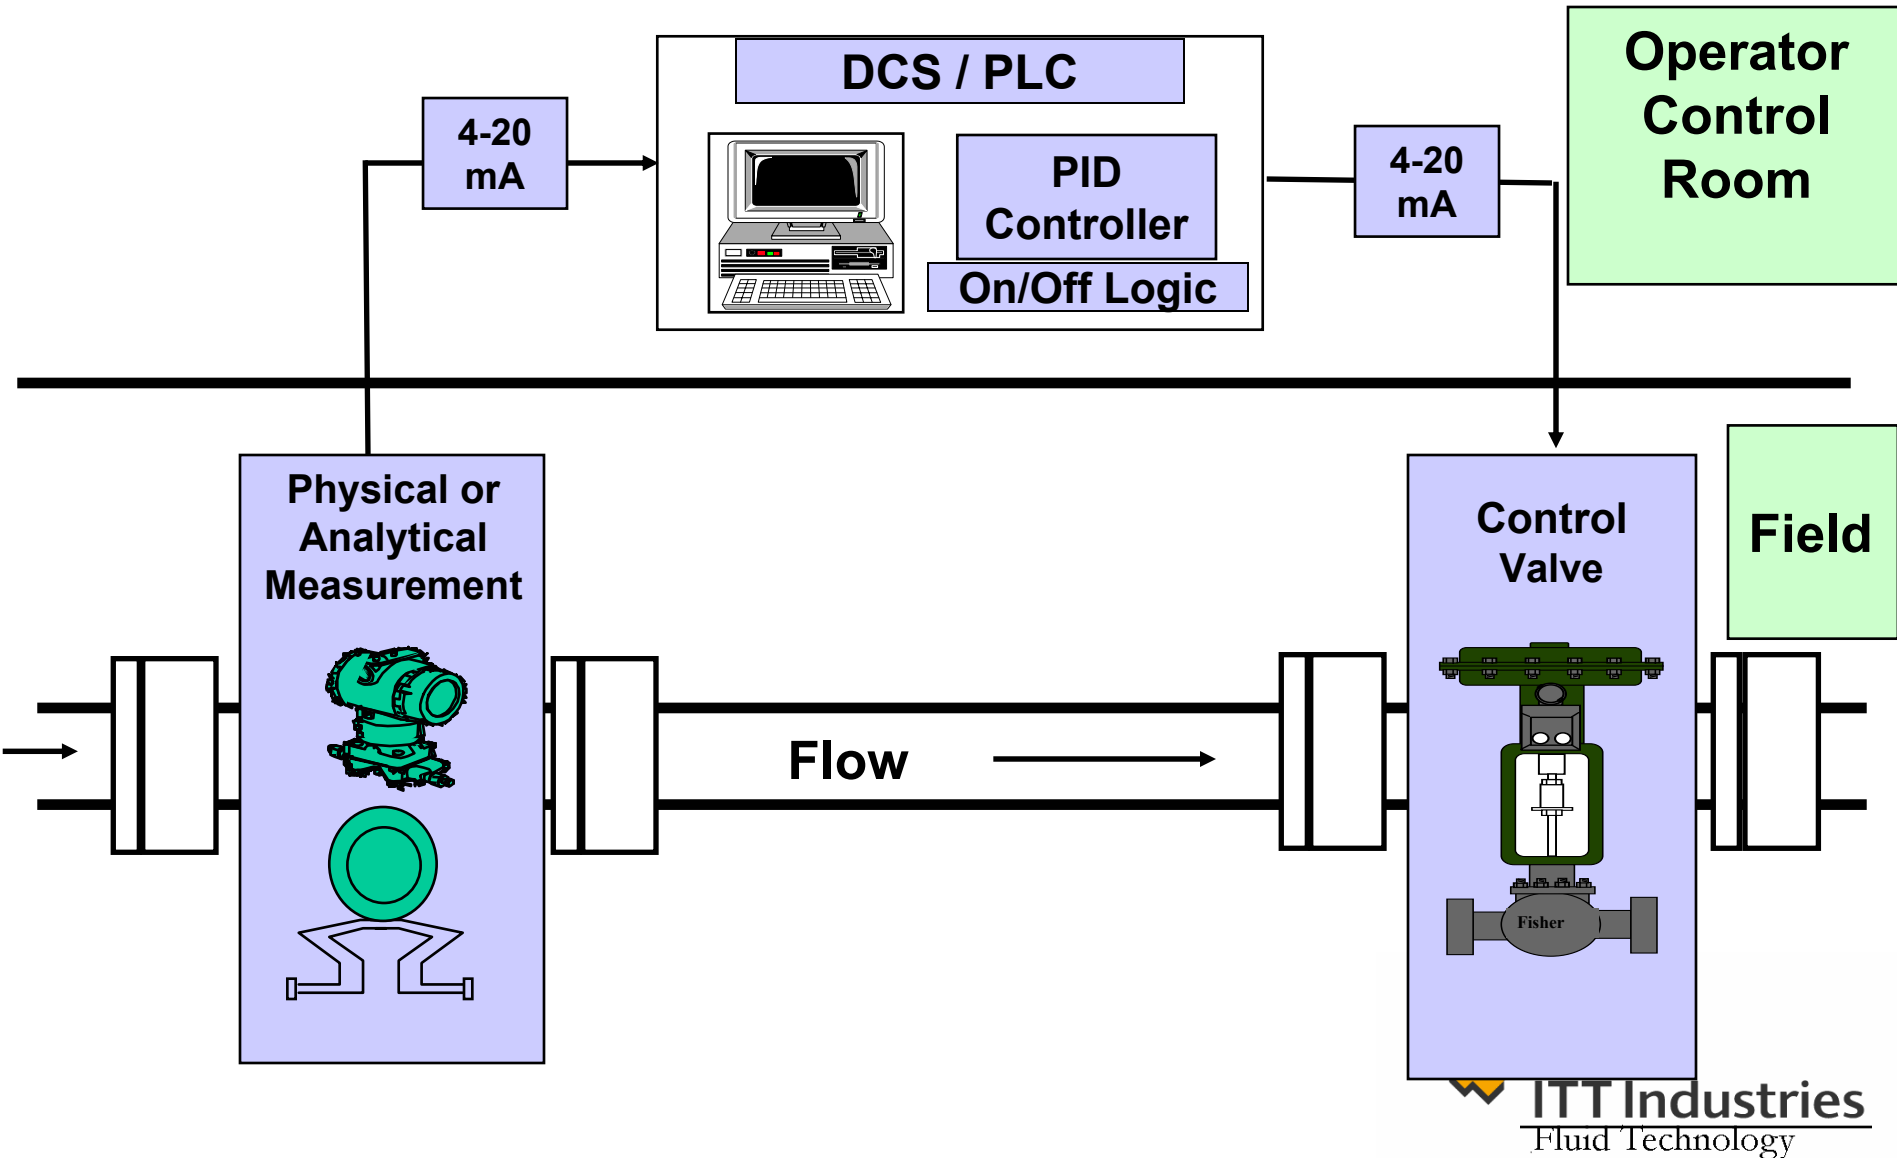 DCS / PLC
4-20
mA
PID
Controller
On/Off Logic
4-20
mA
Operator
Control
Room
Physical or
Analytical
Measurement
Control
Valve
Field
Flow
Fisher
ITT Industries
Fluid Technology